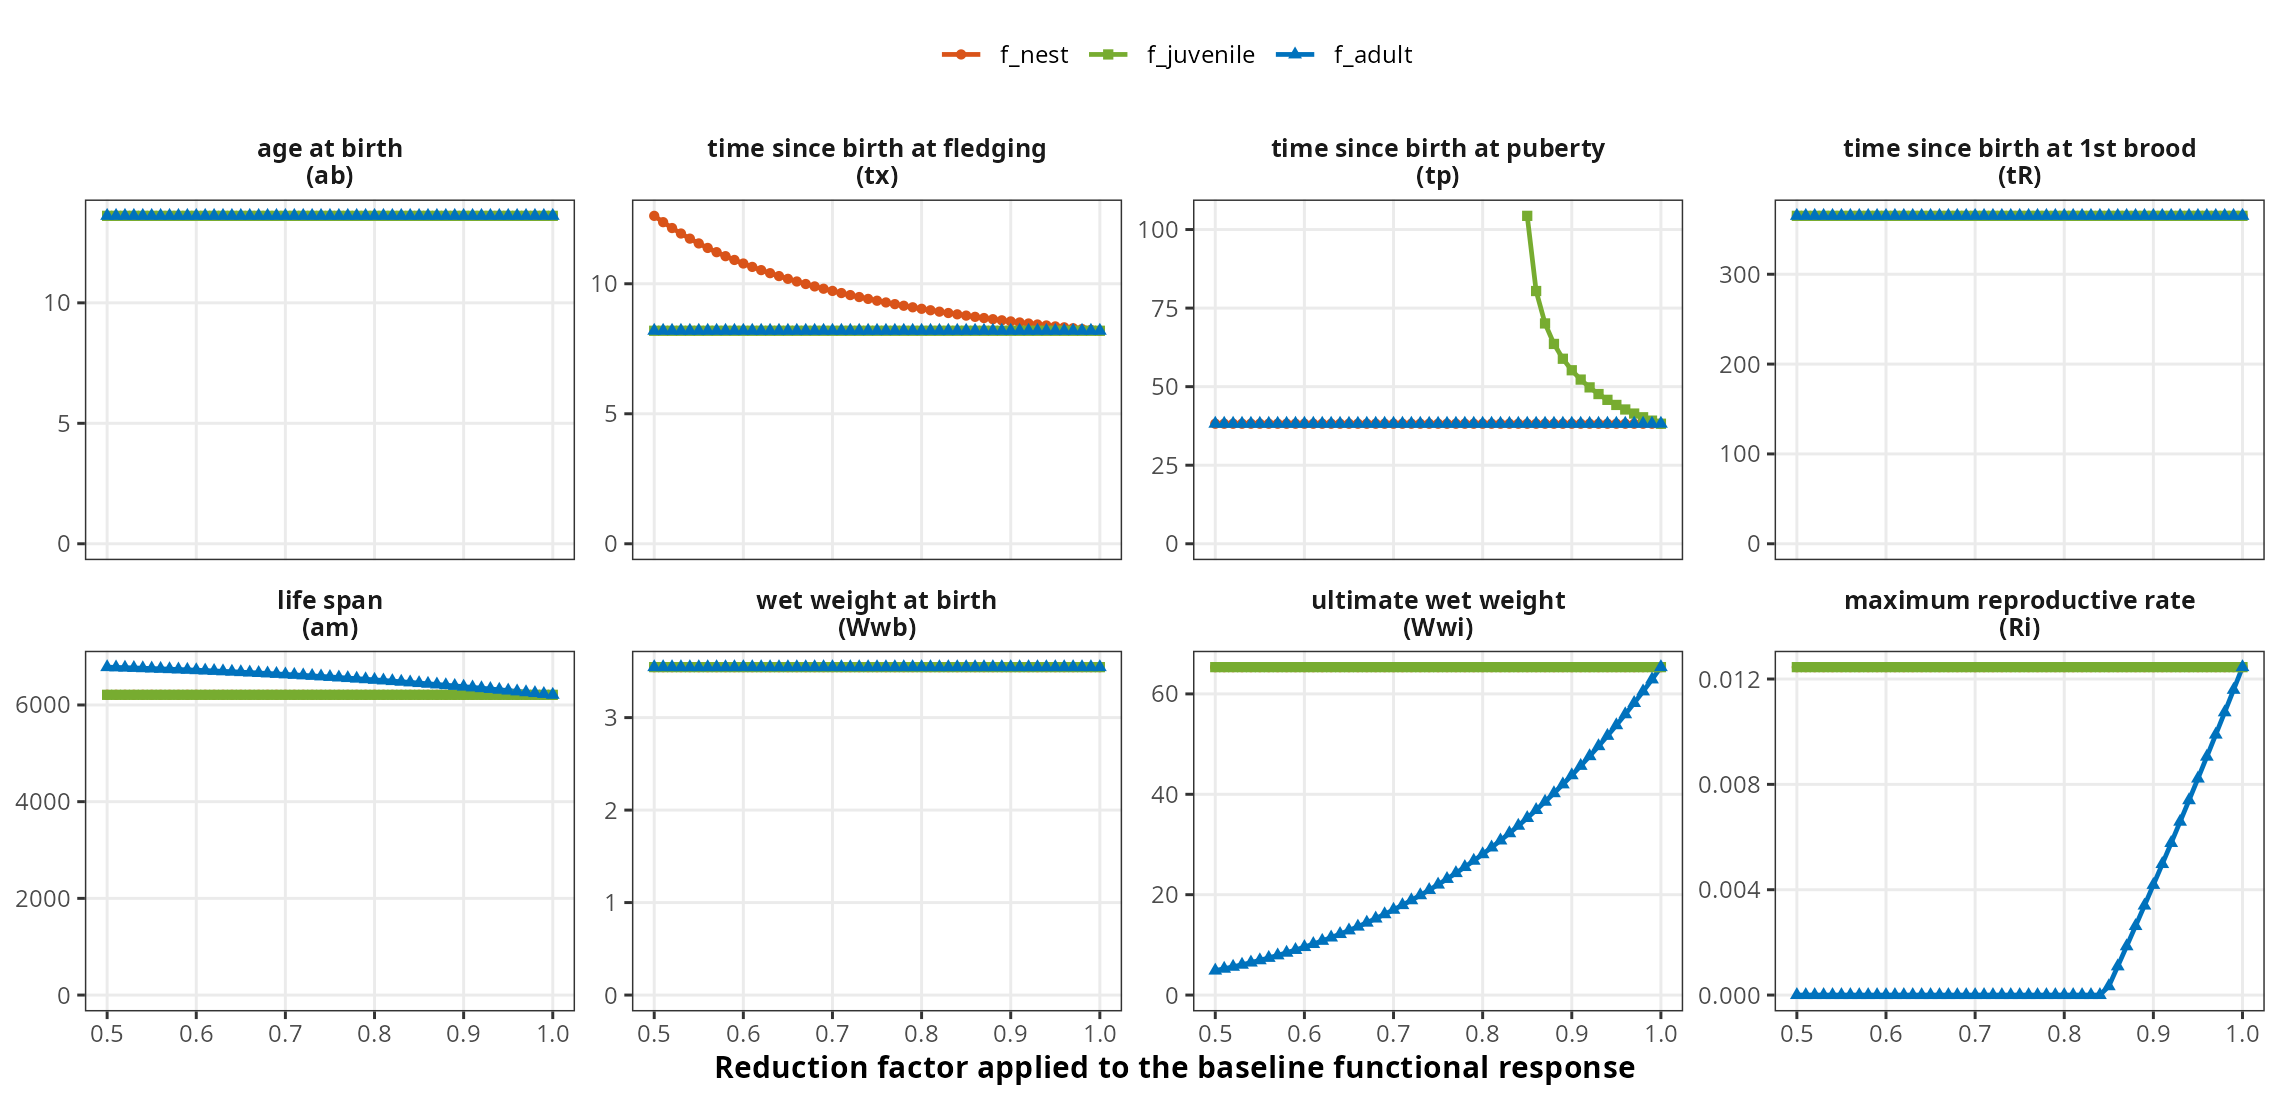 f_nest f_juvenile f_adult
age at birth
(ab)
time since birth at fledging
(tx)
time since birth at puberty
(tp)
time since birth at 1st brood
(tR)
10
5
0
10
5
0
100
75
50
25
0
300
200
100
0
life span
(am)
wet weight at birth
(Wwb)
ultimate wet weight
(Wwi)
maximum reproductive rate
(Ri)
6000
4000
2000
0
3
2
1
0
60
40
20
0
0.012
0.008
0.004
0.000
0.5 0.6 0.7 0.8 0.9 1.0
0.5 0.6 0.7 0.8 0.9 1.0
0.5 0.6 0.7 0.8 0.9 1.0
0.5 0.6 0.7 0.8 0.9 1.0
Reduction factor applied to the baseline functional response